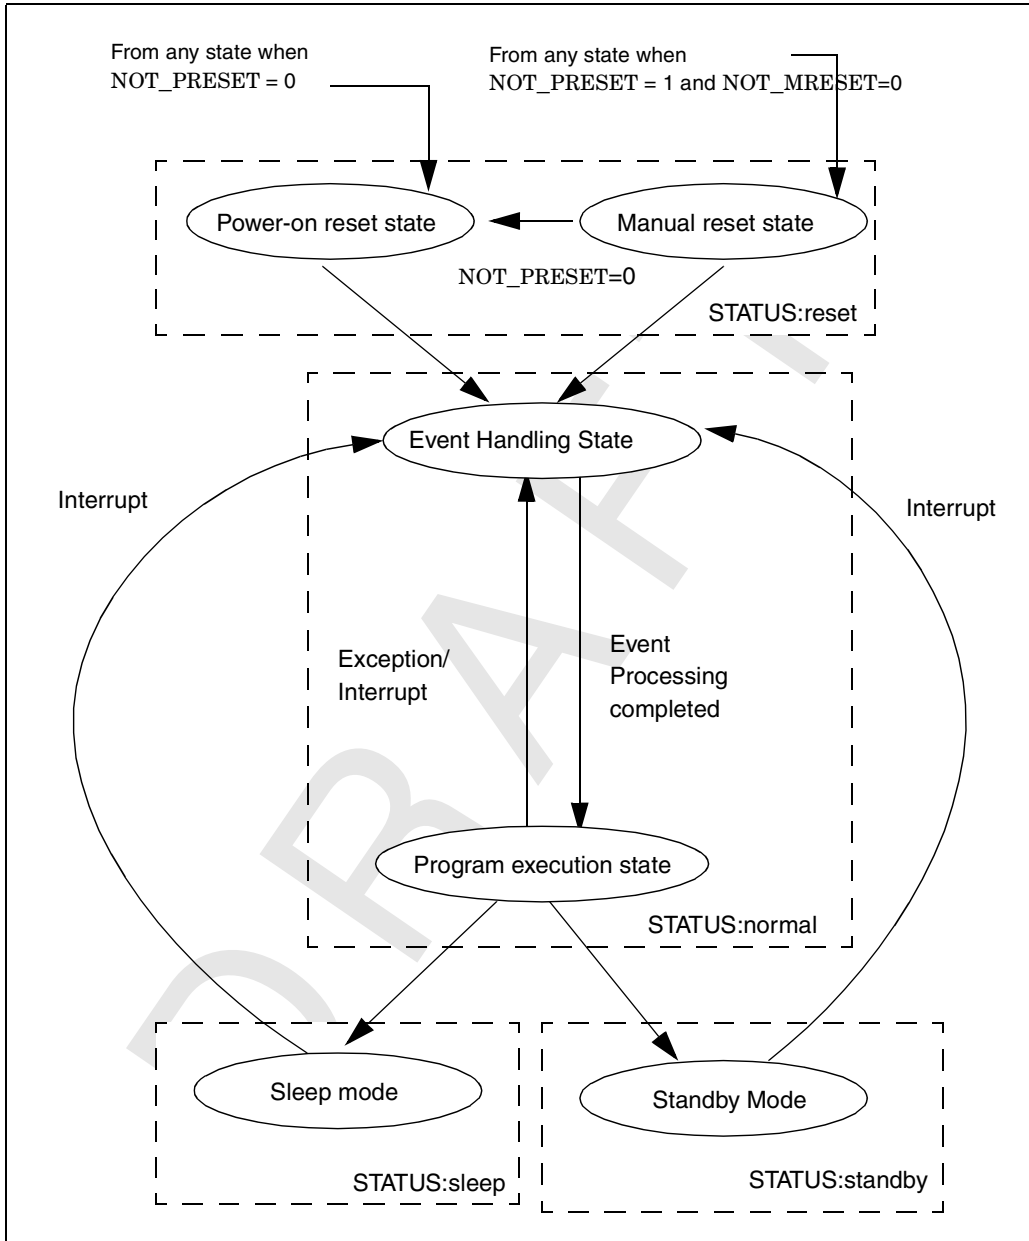 From any state when
NOT_PRESET = 0
From any state when
NOT_PRESET = 1 and NOT_MRESET=0
Power-on reset state
Manual reset state
NOT_PRESET=0
STATUS:reset
Event Handling State
Interrupt
Interrupt
Exception/
Interrupt
Event
Processing
completed
Program execution state
STATUS:normal
Sleep mode
Standby Mode
STATUS:sleep
STATUS:standby
DRAFT